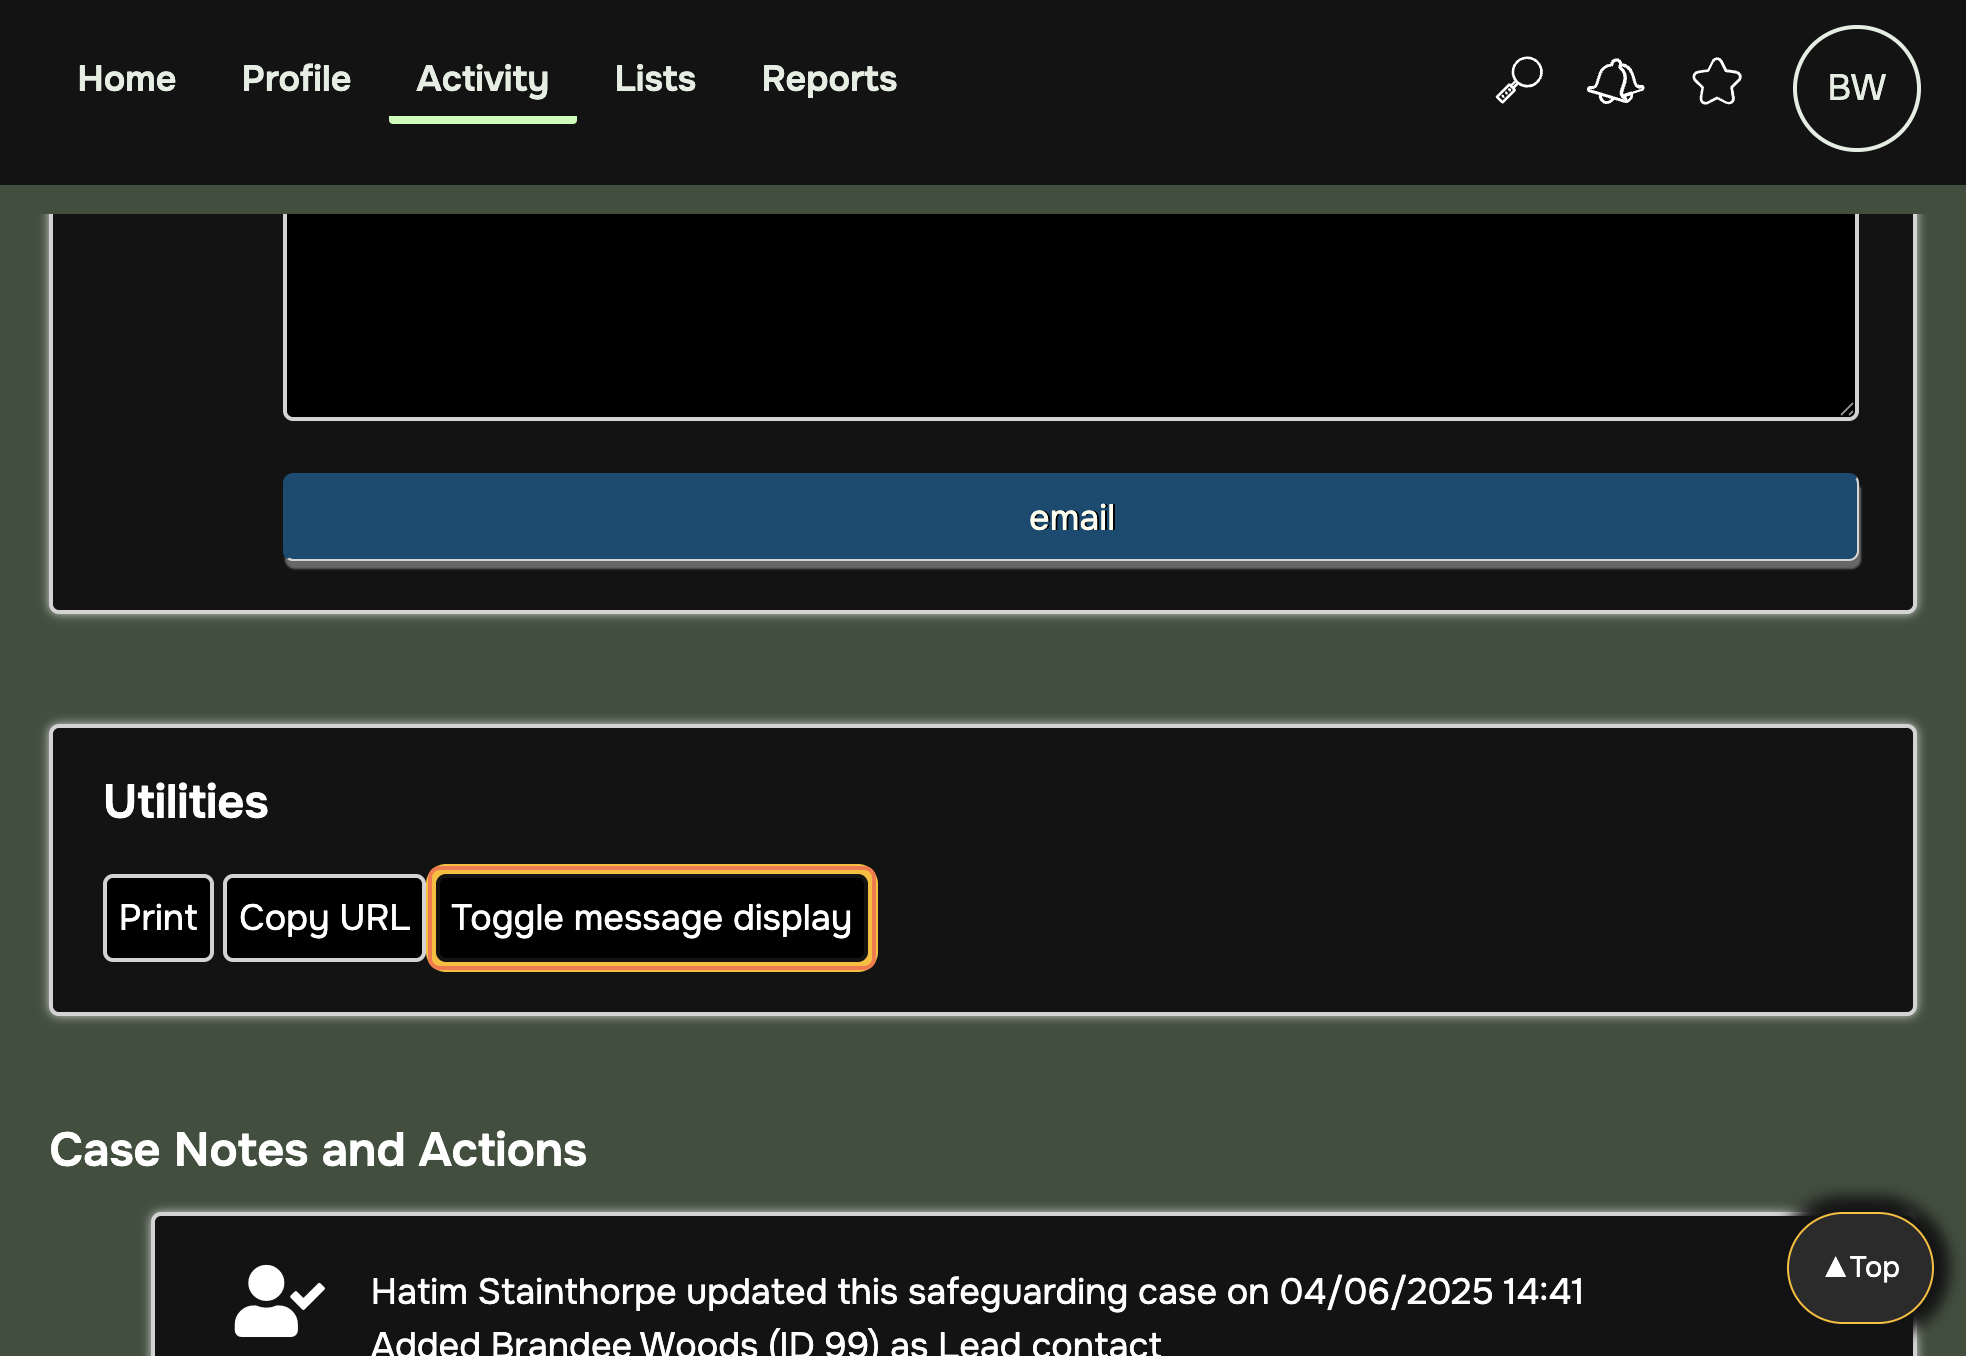 Home Profile Activity Lists Reports BW
email
Utilities
Print Copy URL Toggle message display
Case Notes and Actions
▲Top
Hatim Stainthorpe updated this safeguarding case on 04/06/2025 14:41
Added Brandee Woods (ID 99) as Lead contact